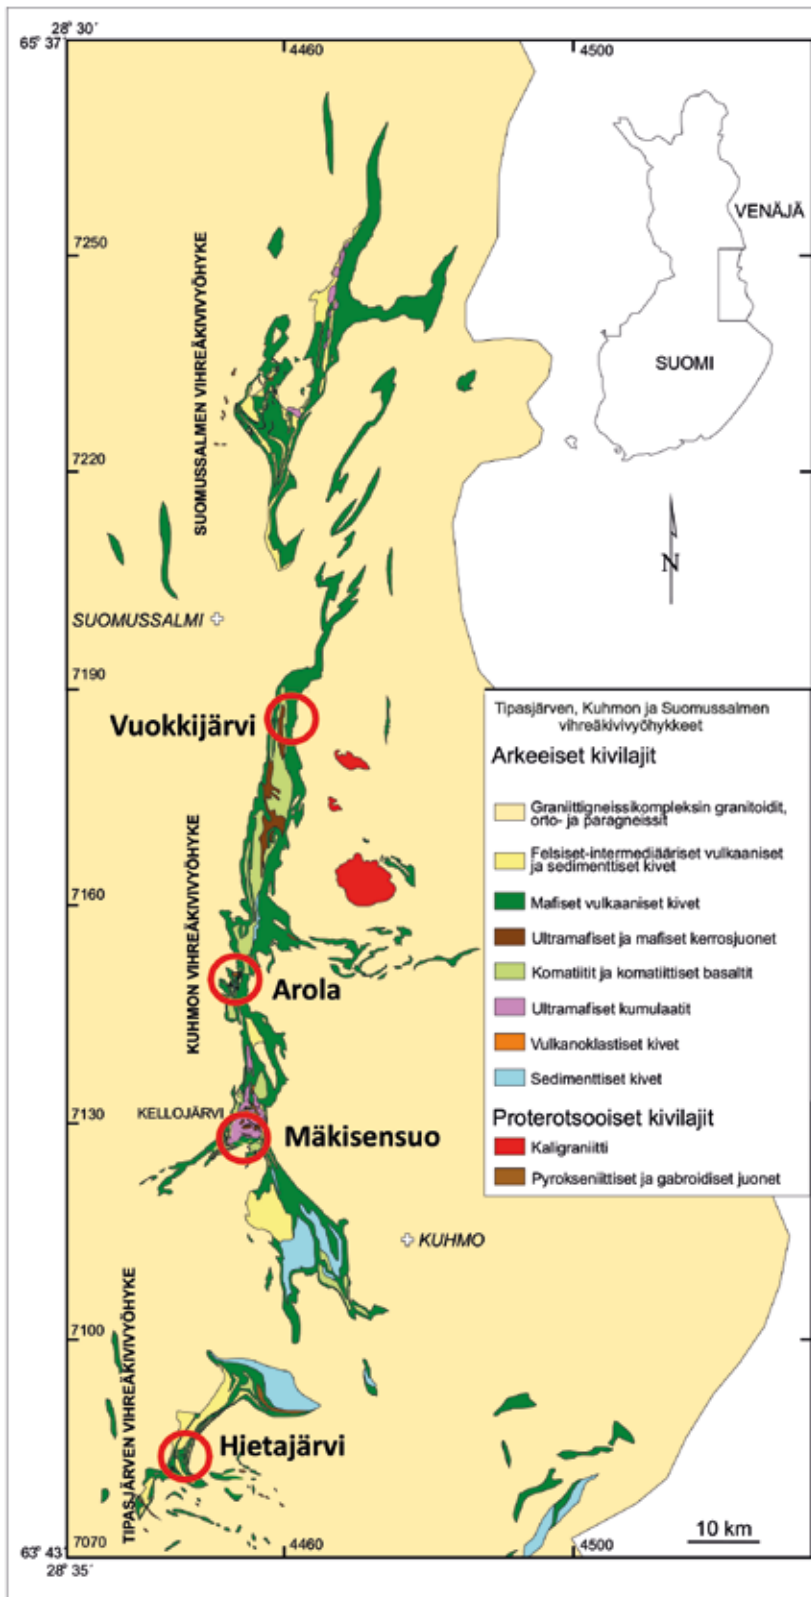 28° 30´
65° 37´
4460
4500
VENÄJÄ
7250
SUOMUSSALMEN VIHREÄKIVIVYÖHYKE
SUOMI
7220
N
SUOMUSSALMI
7190
Vuokkijärvi
Tipasjärven, Kuhmon ja Suomussalmen
vihreäkivivyöhykkeet
Arkeeiset kivilajit
Graniittigneissikompleksin granitoidit,
orto- ja paragneissit
Felsiset-intermediääriset vulkaaniset
ja sedimenttiset kivet
Mafiset vulkaaniset kivet
Ultramafiset ja mafiset kerrosjuonet
Komatiitit ja komatiittiset basaltit
Ultramafiset kumulaatit
Vulkanoklastiset kivet
Sedimenttiset kivet
Proterotsooiset kivilajit
Kaligraniitti
Pyrokseniittiset ja gabroidiset juonet
7160
KUHMON VIHREÄKIVIVYÖHYKE
Arola
7130
KELLOJÄRVI
Mäkisensuo
KUHMO
7100
TIPASJÄRVEN VIHREÄKIVIVYÖHYKE
Hietajärvi
10 km
7070
63° 43´
28° 35´
4460
4500